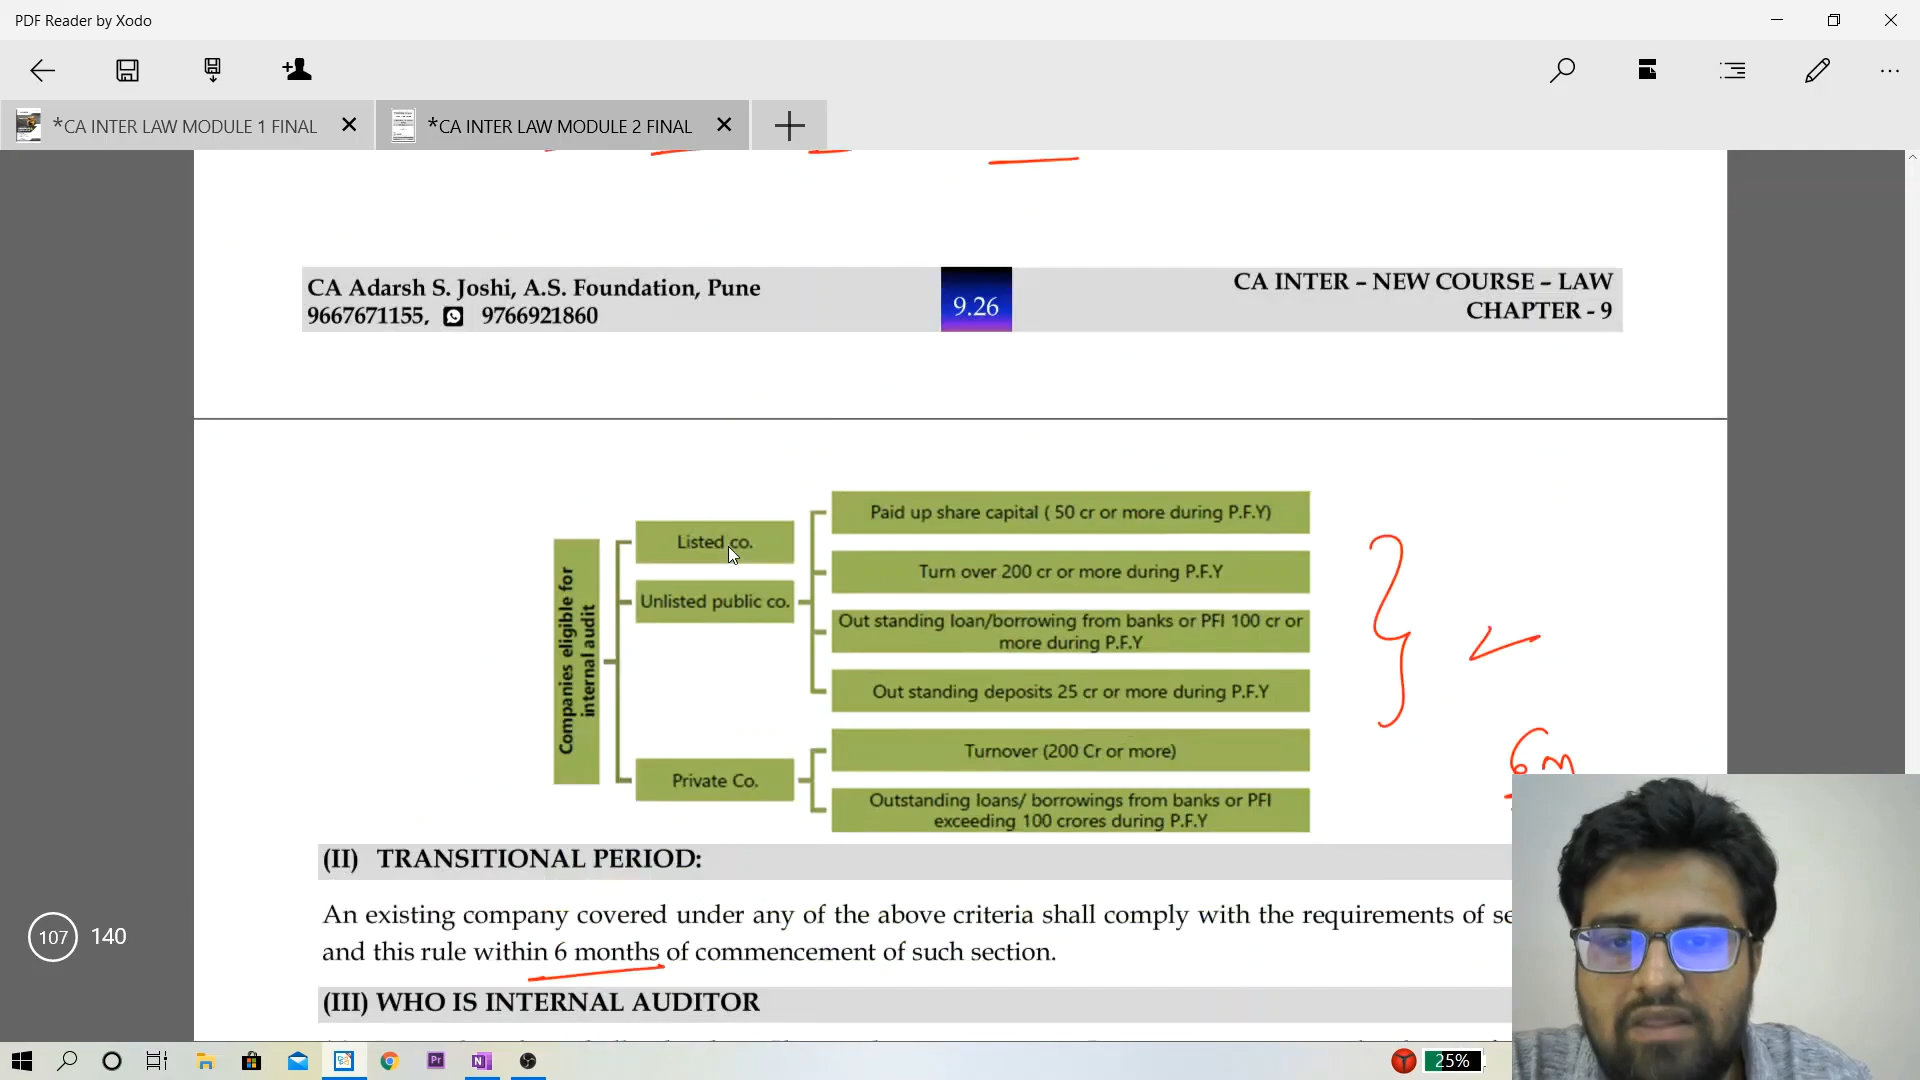 PDF Reader by Xodo
*CA INTER LAW MODULE 1 FINAL
*CA INTER LAW MODULE 2 FINAL
CA Adarsh S. Joshi, A.S. Foundation, Pune
9667671155, 9766921860
9.26
CA INTER – NEW COURSE – LAW
CHAPTER - 9
Companies eligible for
internal audit
Listed co.
Unlisted public co.
Paid up share capital ( 50 cr or more during P.F.Y)
Turn over 200 cr or more during P.F.Y
Out standing loan/borrowing from banks or PFI 100 cr or
more during P.F.Y
Out standing deposits 25 cr or more during P.F.Y
Private Co.
Turnover (200 Cr or more)
Outstanding loans/ borrowings from banks or PFI
exceeding 100 crores during P.F.Y
6m
(II) TRANSITIONAL PERIOD:
An existing company covered under any of the above criteria shall comply with the requirements of
and this rule within 6 months of commencement of such section.
(III) WHO IS INTERNAL AUDITOR
107 140
Pr
N
25%